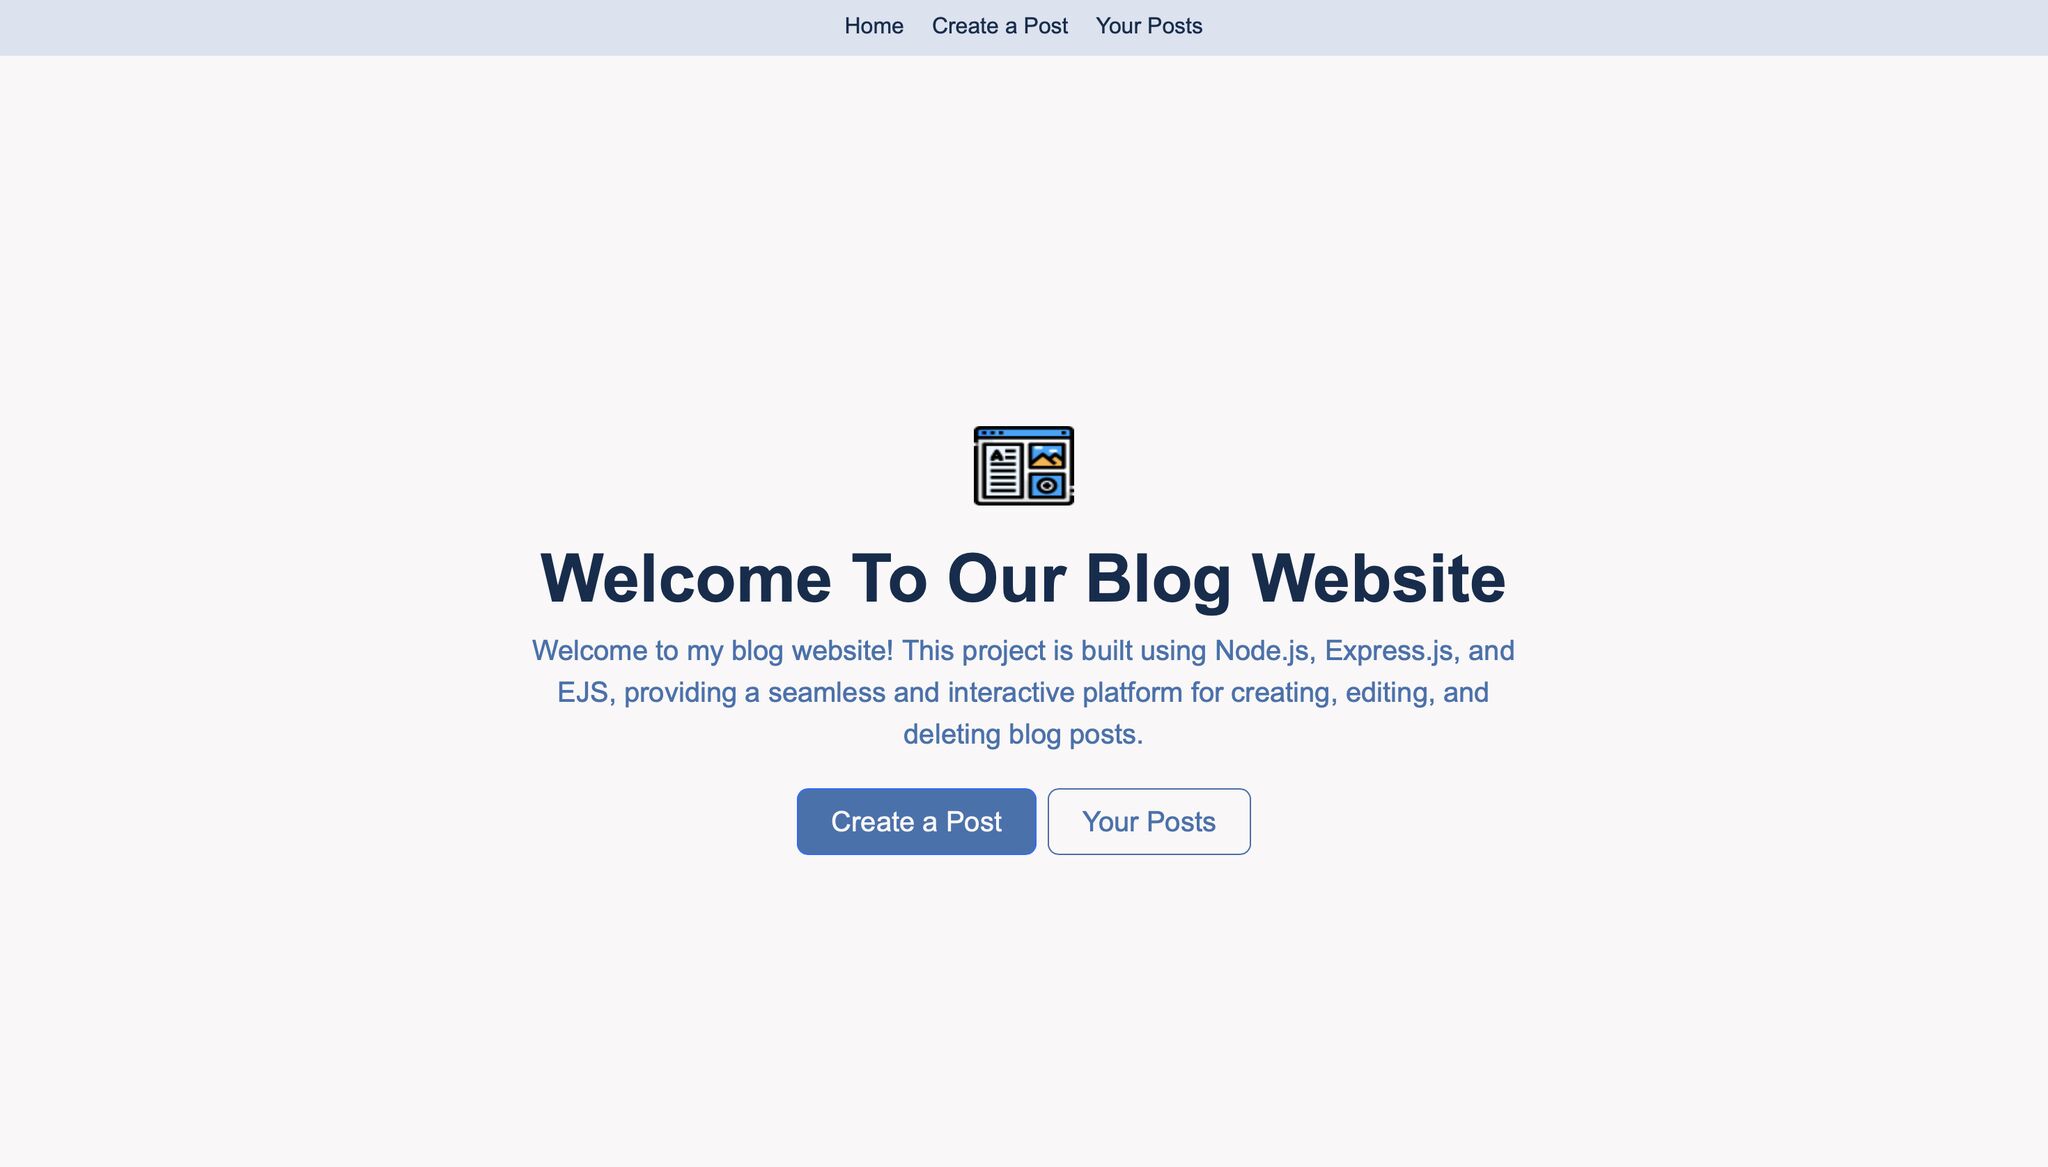 Home Create a Post Your Posts
A
Welcome To Our Blog Website
Welcome to my blog website! This project is built using Node.js, Express.js, and
EJS, providing a seamless and interactive platform for creating, editing, and
deleting blog posts.
Create a Post Your Posts